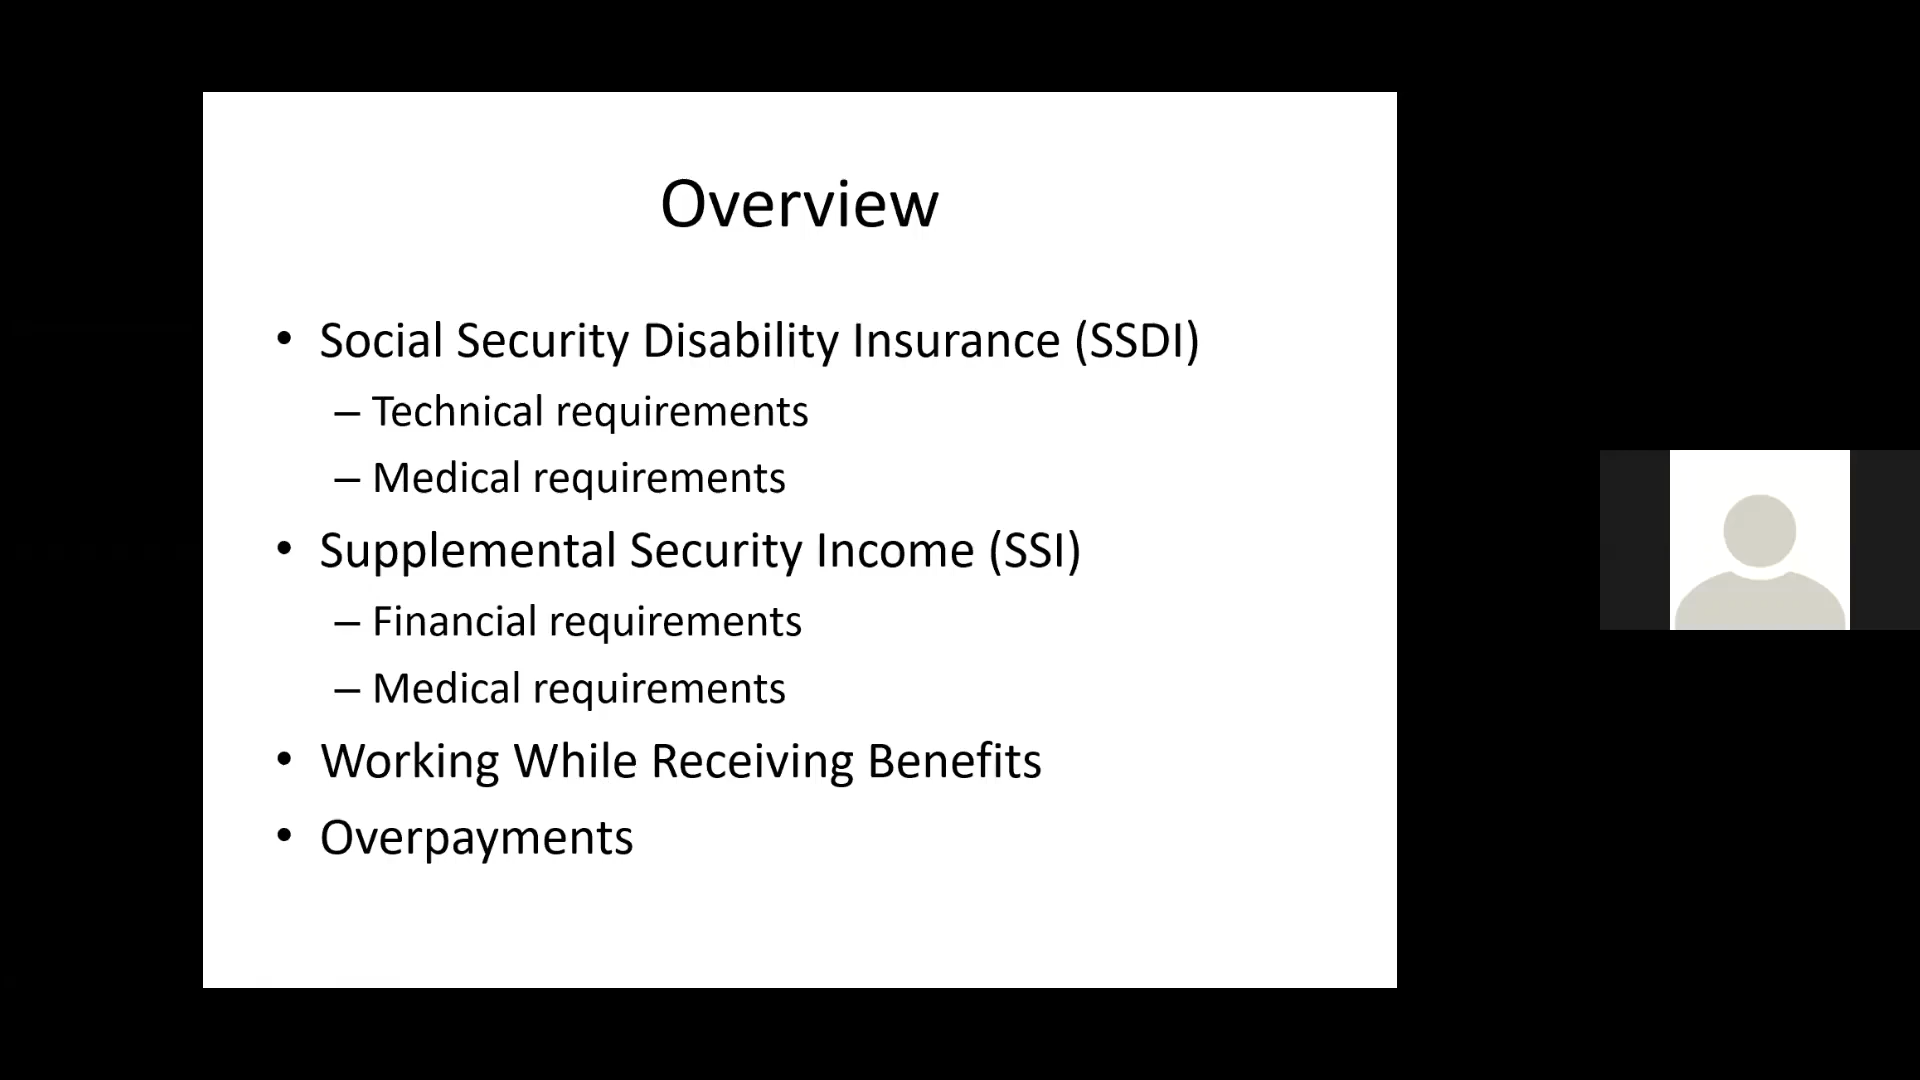 Overview
• Social Security Disability Insurance (SSDI)
– Technical requirements
– Medical requirements
• Supplemental Security Income (SSI)
– Financial requirements
– Medical requirements
• Working While Receiving Benefits
• Overpayments